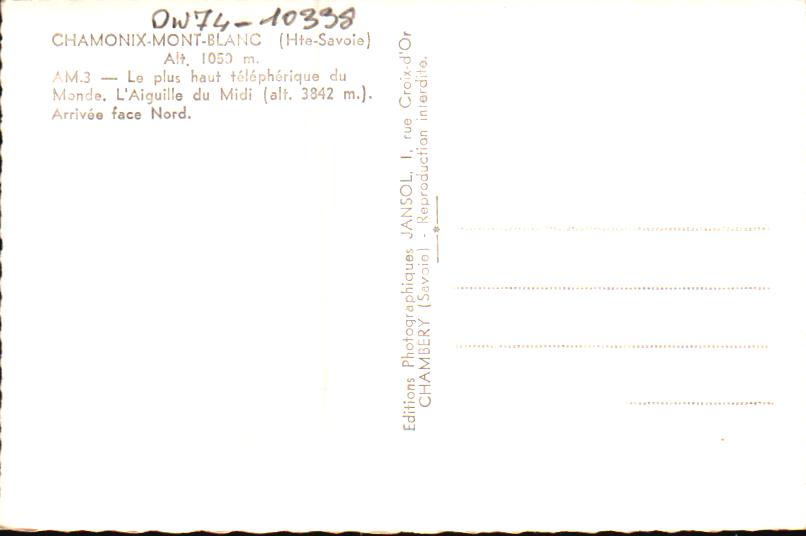 DW74-10338
CHAMONIX-MONT-BLANC (Hte-Savoie)
Alt. 1050 m.
AM.3 — Le plus haut téléphérique du
Monde. L'Aiguille du Midi (alt. 3842 m.).
Arrivée face Nord.
Editions Photographiques JANSOL, 1, rue Croix-d'Or
CHAMBERY (Savoie) - Reproduction interdite.